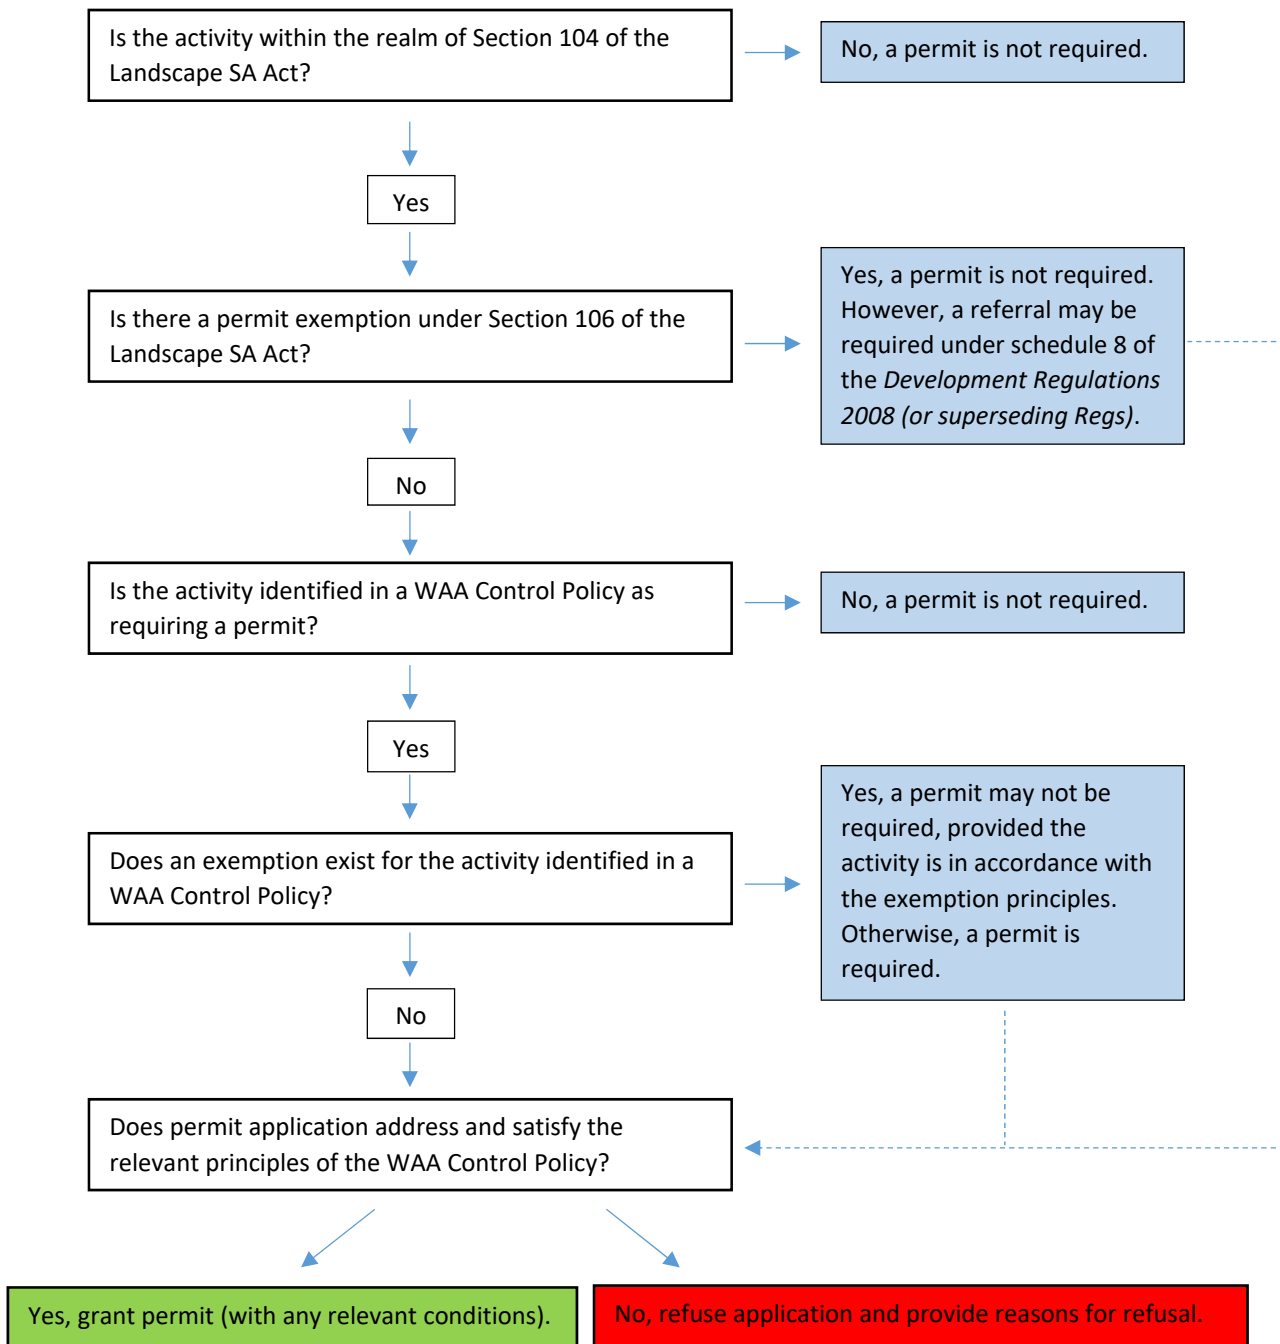 Is the activity within the realm of Section 104 of the
Landscape SA Act?
No, a permit is not required.
Yes
Is there a permit exemption under Section 106 of the
Landscape SA Act?
Yes, a permit is not required.
However, a referral may be
required under schedule 8 of
the Development Regulations
2008 (or superseding Regs).
No
Is the activity identified in a WAA Control Policy as
requiring a permit?
No, a permit is not required.
Yes
Does an exemption exist for the activity identified in a
WAA Control Policy?
Yes, a permit may not be
required, provided the
activity is in accordance with
the exemption principles.
Otherwise, a permit is
required.
No
Does permit application address and satisfy the
relevant principles of the WAA Control Policy?
Yes, grant permit (with any relevant conditions).
No, refuse application and provide reasons for refusal.